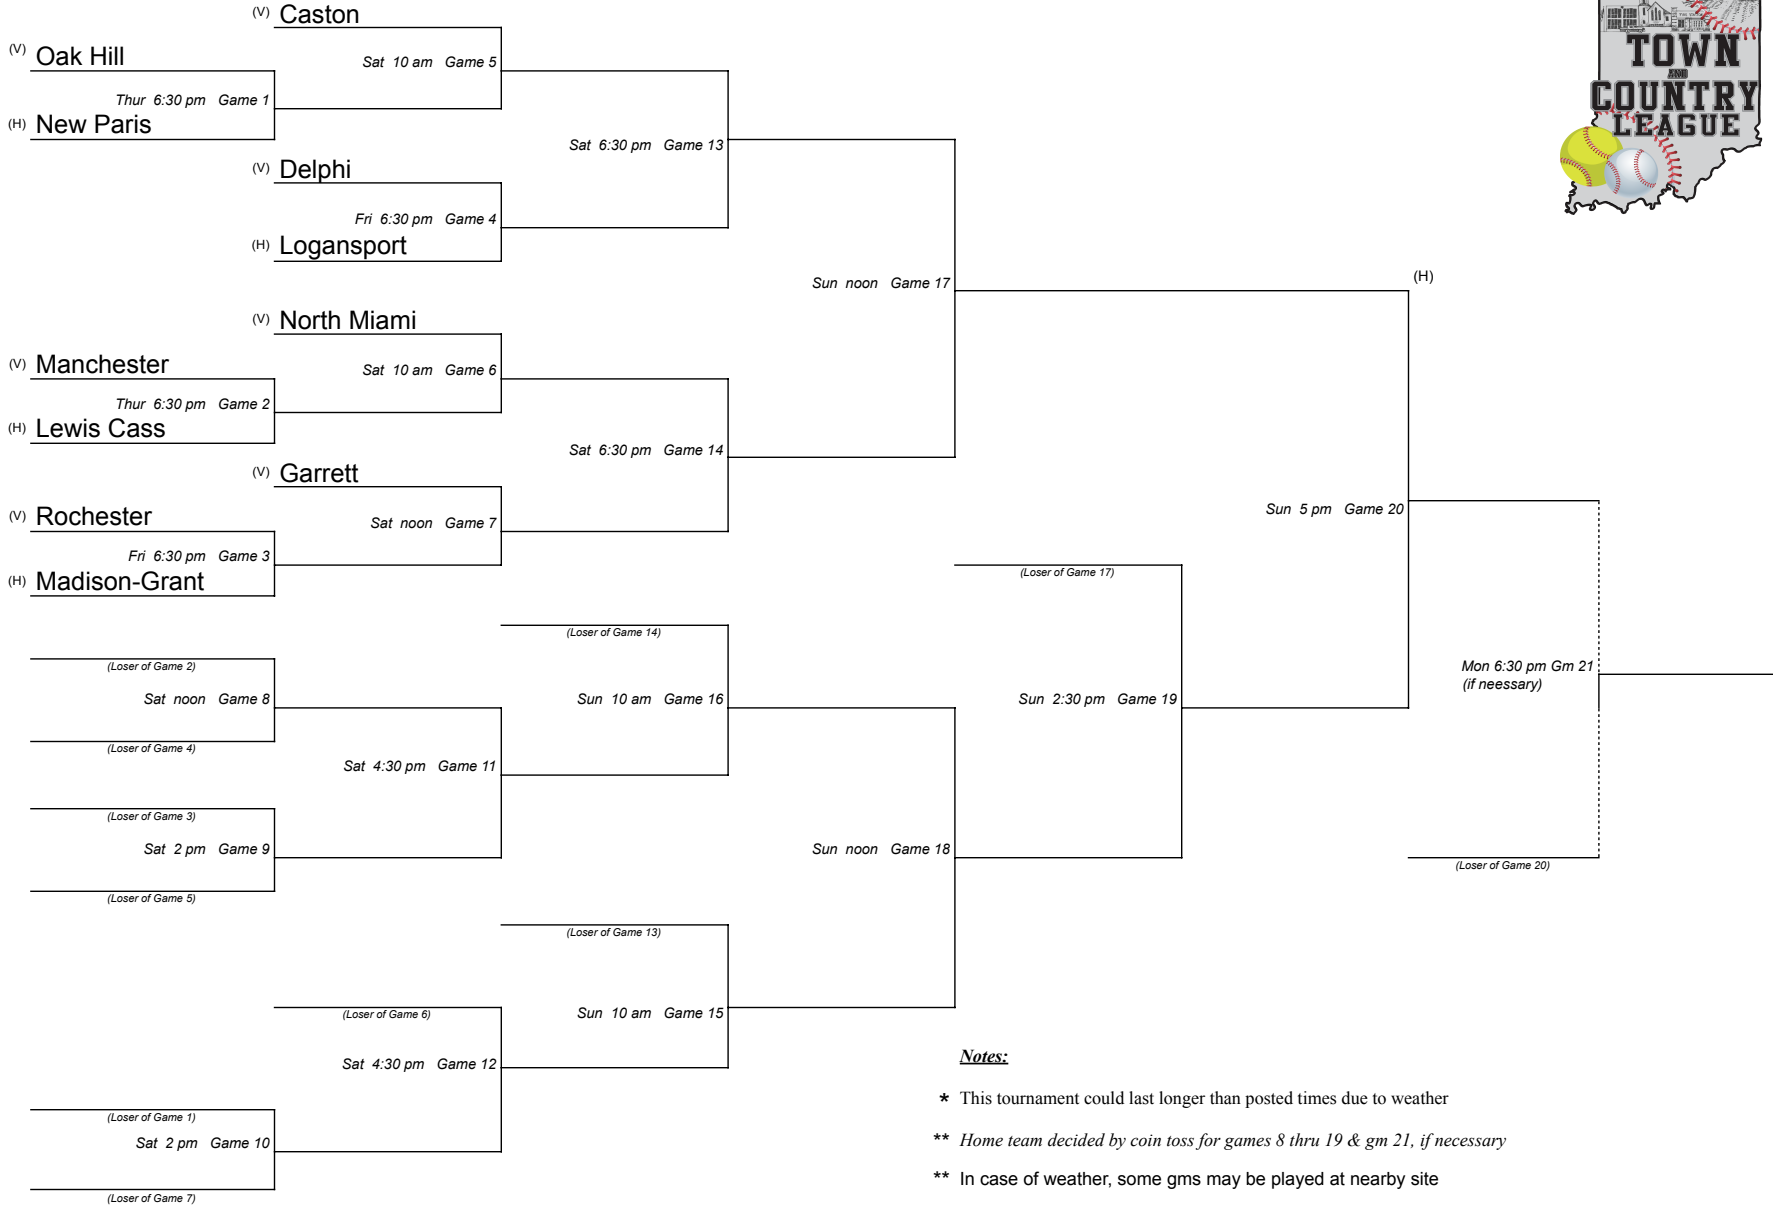 (V) Caston
(V) Oak Hill
Sat 10 am Game 5
Thur 6:30 pm Game 1
(H) New Paris
Sat 6:30 pm Game 13
(V) Delphi
Fri 6:30 pm Game 4
(H) Logansport
Sun noon Game 17
(H)
(V) North Miami
(V) Manchester
Sat 10 am Game 6
Thur 6:30 pm Game 2
(H) Lewis Cass
Sat 6:30 pm Game 14
(V) Garrett
(V) Rochester
Sat noon Game 7
Fri 6:30 pm Game 3
(H) Madison-Grant
Sun 5 pm Game 20
(Loser of Game 17)
(Loser of Game 14)
(Loser of Game 2)
Sat noon Game 8
(Loser of Game 4)
Sun 10 am Game 16
Sun 2:30 pm Game 19
Mon 6:30 pm Gm 21
(if neessary)
Sat 4:30 pm Game 11
(Loser of Game 3)
Sat 2 pm Game 9
(Loser of Game 5)
Sun noon Game 18
(Loser of Game 20)
(Loser of Game 13)
(Loser of Game 6)
Sun 10 am Game 15
Sat 4:30 pm Game 12
(Loser of Game 1)
Sat 2 pm Game 10
(Loser of Game 7)
Notes:
* This tournament could last longer than posted times due to weather
** Home team decided by coin toss for games 8 thru 19 & gm 21, if necessary
** In case of weather, some gms may be played at nearby site
TOWN
AND
COUNTRY
LEAGUE